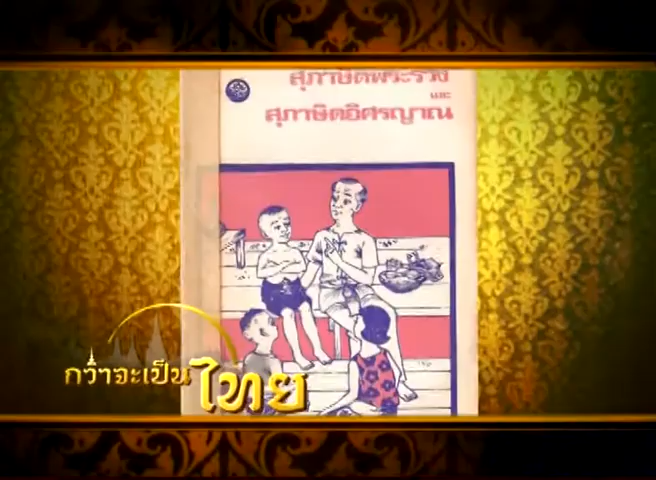 สุภาษิตพระร่วง
และ
สุภาษิตอิศรญาณ
กว่าจะเป็น
ไทย